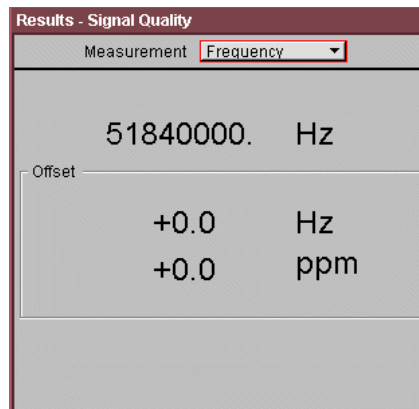 Results - Signal Quality
Measurement Frequency
51840000. Hz
Offset
+0.0 Hz
+0.0 ppm